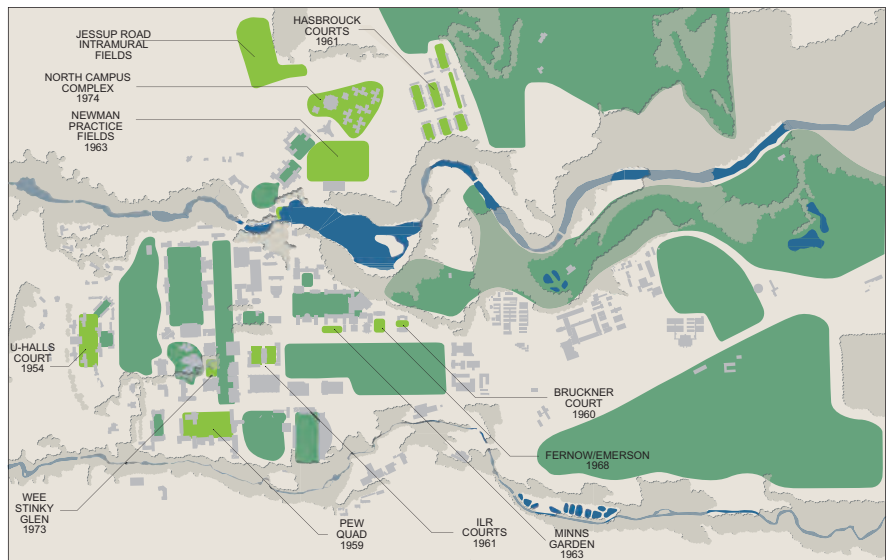 JESSUP ROAD
INTRAMURAL
FIELDS
HASBROUCK
COURTS
1961
NORTH CAMPUS
COMPLEX
1974
NEWMAN
PRACTICE
FIELDS
1963
U-HALLS
COURT
1954
BRUCKNER
COURT
1960
FERNOW/EMERSON
1968
WEE
STINKY
GLEN
1973
PEW
QUAD
1959
ILR
COURTS
1961
MINNS
GARDEN
1963